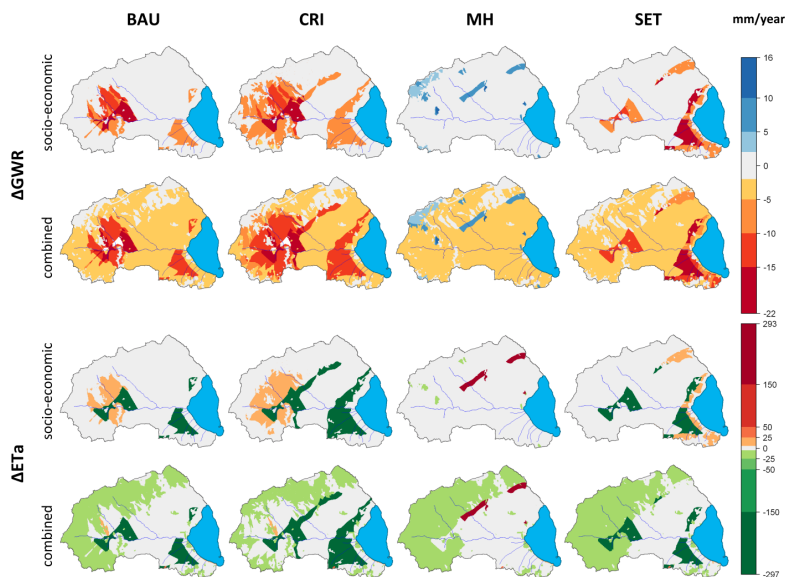 BAU CRI MH SET mm/year
ΔGWR
socio-economic
combined
16
10
5
0
-5
-10
-15
-22
ΔETa
socio-economic
combined
293
150
50
25
0
-25
-50
-150
-297